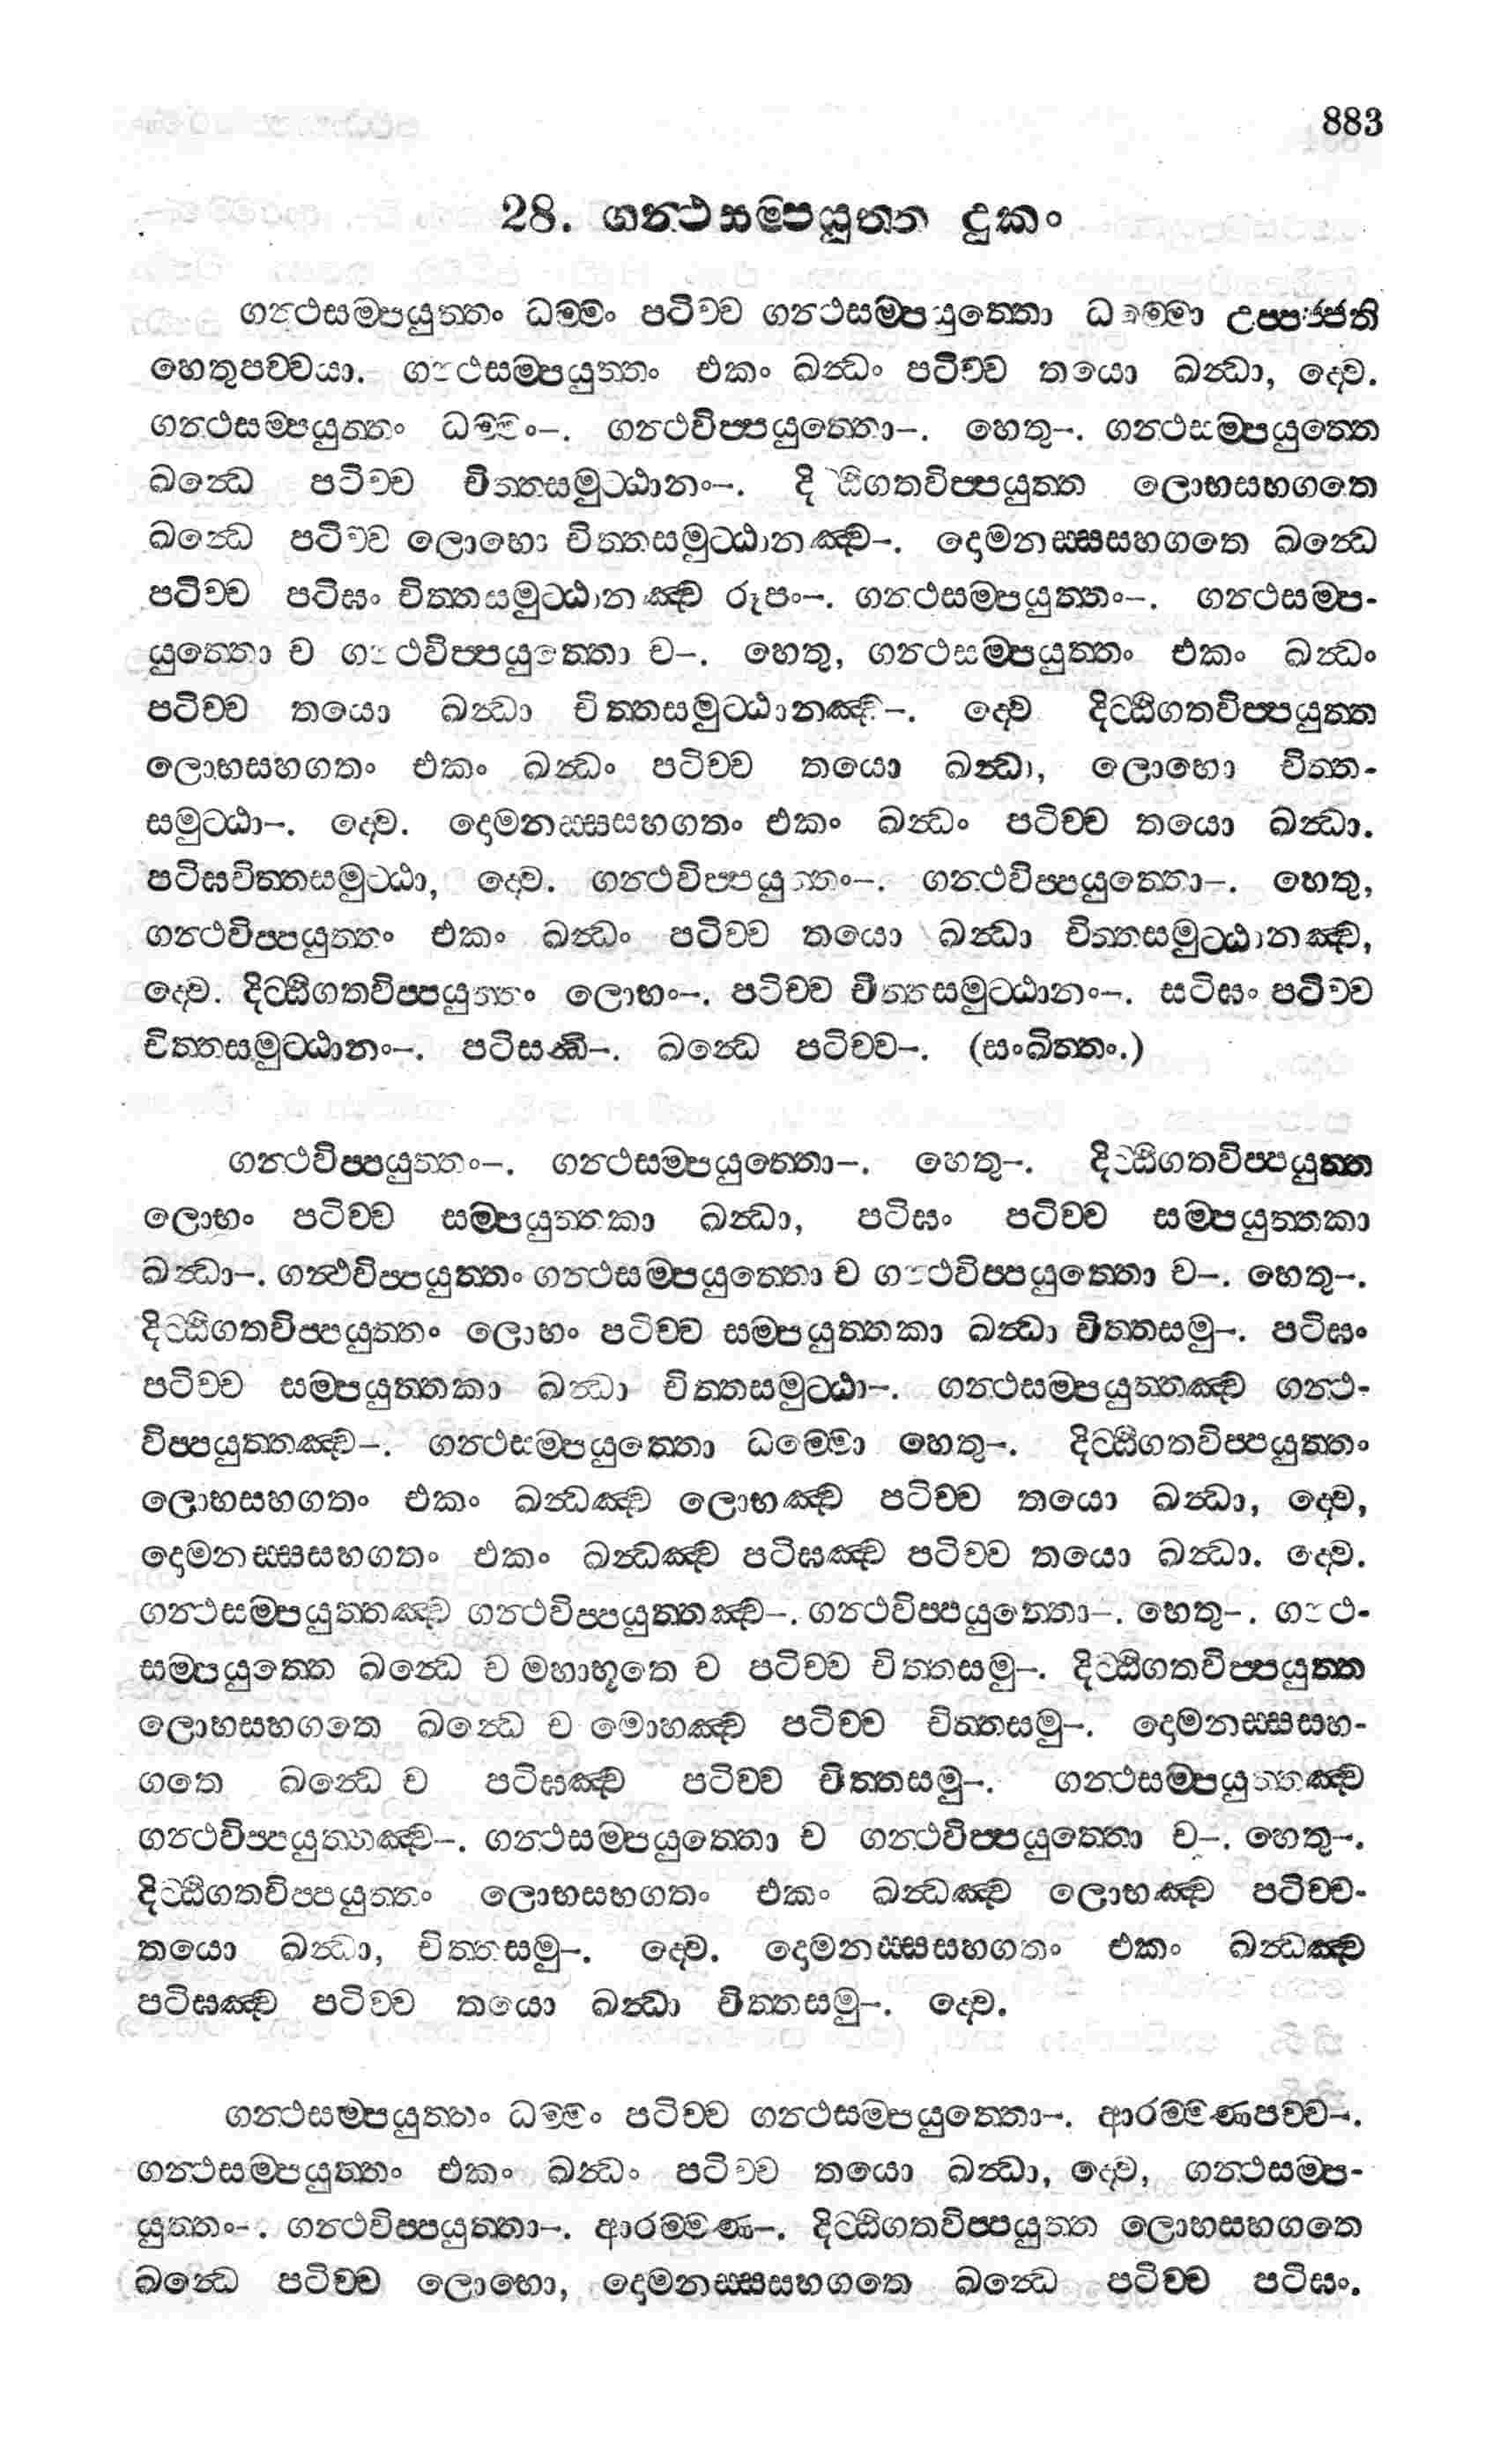 883
28. ගන්ථසම්පයුත්ත දුකං
ගන්ථසම්පයුත්තං ධම්මං පටිච්ච ගන්ථසම්පයුත්තො ධම්මො උප්පජ්ජති
හෙතුපච්චයා. ගන්ථසම්පයුත්තං එකං ඛන්ධං පටිච්ච තයො ඛන්ධා, ද්වෙ.
ගන්ථසම්පයුත්තං ධම්මං–. ගන්ථවිප්පයුත්තො–. හෙතු–. ගන්ථසම්පයුත්තෙ
ඛන්ධෙ පටිච්ච චිත්තසමුට්ඨානං–. දිට්ඨිගතවිප්පයුත්ත ලොභසහගතෙ
ඛන්ධෙ පටිච්ච ලොභො චිත්තසමුට්ඨානඤ්ච–. දොමනස්සසහගතෙ ඛන්ධෙ
පටිච්ච පටිඝං චිත්තයමුට්ඨානඤ්ච රූපං–. ගන්ථසම්පයුත්තං–. ගන්ථසම්ප-
යුත්තො ච ගන්ථවිප්පයුත්තො ච–. හෙතු, ගන්ථසම්පයුත්තං එකං ඛන්ධං
පටිච්ච තයො ඛන්ධා චිත්තසමුට්ඨානඤ්ච–. ද්වෙ දිට්ඨිගතවිප්පයුත්ත
ලොභසහගතං එකං ඛන්ධං පටිච්ච තයො ඛන්ධා, ලොභො චිත්ත-
සමුට්ඨා–. ද්වෙ. දොමනස්සසහගතං එකං ඛන්ධං පටිච්ච තයො ඛන්ධා.
පටිඝචිත්තසමුට්ඨා, ද්වෙ. ගන්ථවිප්පයුත්තං–. ගන්ථවිප්පයුත්තො–. හෙතු,
ගන්ථවිප්පයුත්තං එකං ඛන්ධං පටිච්ච තයො ඛන්ධා චිත්තසමුට්ඨානඤ්ච,
ද්වෙ. දිට්ඨිගතවිප්පයුත්තං ලොභං–. පටිච්ච චිත්තසමුට්ඨානං–. සටිඝං පටිච්ච
චිත්තසමුට්ඨානං–. පටිසන්ධි–. ඛන්ධෙ පටිච්ච–. (සංඛිත්තං.)
ගන්ථවිප්පයුත්තං–. ගන්ථසම්පයුත්තො–. හෙතු–. දිට්ඨිගතවිප්පයුත්ත
ලොභං පටිච්ච සම්පයුත්තකා ඛන්ධා, පටිඝං පටිච්ච සම්පයුත්තකා
ඛන්ධා–. ගන්ථවිප්පයුත්තං ගන්ථසම්පයුත්තො ච ගන්ථවිප්පයුත්තො ච–. හෙතු–.
දිට්ඨිගතවිප්පයුත්තං ලොභං පටිච්ච සම්පයුත්තකා ඛන්ධා චිත්තසමු–. පටිඝං
පටිච්ච සම්පයුත්තකා ඛන්ධා චිත්තසමුට්ඨා–. ගන්ථසම්පයුත්තඤ්ච ගන්ථ-
විප්පයුත්තඤ්ච–. ගන්ථසම්පයුත්තො ධම්මො හෙතු–. දිට්ඨිගතවිප්පයුත්තං
ලොභසහගතං එකං ඛන්ධඤ්ච ලොභඤ්ච පටිච්ච තයො ඛන්ධා, ද්වෙ,
දොමනස්සසහගතං එකං ඛන්ධඤ්ච පටිඝඤ්ච පටිච්ච තයො ඛන්ධා. ද්වෙ.
ගන්ථසම්පයුත්තඤ්ච ගන්ථවිප්පයුත්තඤ්ච–. ගන්ථවිප්පයුත්තො–. හෙතු–. ගන්ථ-
සම්පයුත්තෙ ඛන්ධෙ ච මහාභූතෙ ච පටිච්ච චිත්තසමු–. දිට්ඨිගතවිප්පයුත්ත
ලොභසහගතෙ ඛන්ධෙ ච මොහඤ්ච පටිච්ච චිත්තසමු–. දොමනස්සසහ-
ගතෙ ඛන්ධෙ ච පටිඝඤ්ච පටිච්ච චිත්තසමු–. ගන්ථසම්පයුත්තඤ්ච
ගන්ථවිප්පයුත්තඤ්ච–. ගන්ථසම්පයුත්තො ච ගන්ථවිප්පයුත්තො ච–. හෙතු–.
දිට්ඨිගතවිප්පයුත්තං ලොභසහගතං එකං ඛන්ධඤ්ච ලොභඤ්ච පටිච්ච-
තයො ඛන්ධා, චිත්තසමු–. ද්වෙ. දොමනස්සසහගතං එකං ඛන්ධඤ්ච
පටිඝඤ්ච පටිච්ච තයො ඛන්ධා චිත්තසමු–. ද්වෙ.
ගන්ථසම්පයුත්තං ධම්මං පටිච්ච ගන්ථසම්පයුත්තො–. ආරම්මණපච්ච–.
ගන්ථසම්පයුත්තං එකං ඛන්ධං පටිච්ච තයො ඛන්ධා, ද්වෙ, ගන්ථසම්ප-
යුත්තං–. ගන්ථවිප්පයුත්තා–. ආරම්මණ–. දිට්ඨිගතවිප්පයුත්ත ලොභසහගතෙ
ඛන්ධෙ පටිච්ච ලොභො, දොමනස්සසහගතෙ ඛන්ධෙ පටිච්ච පටිඝං.